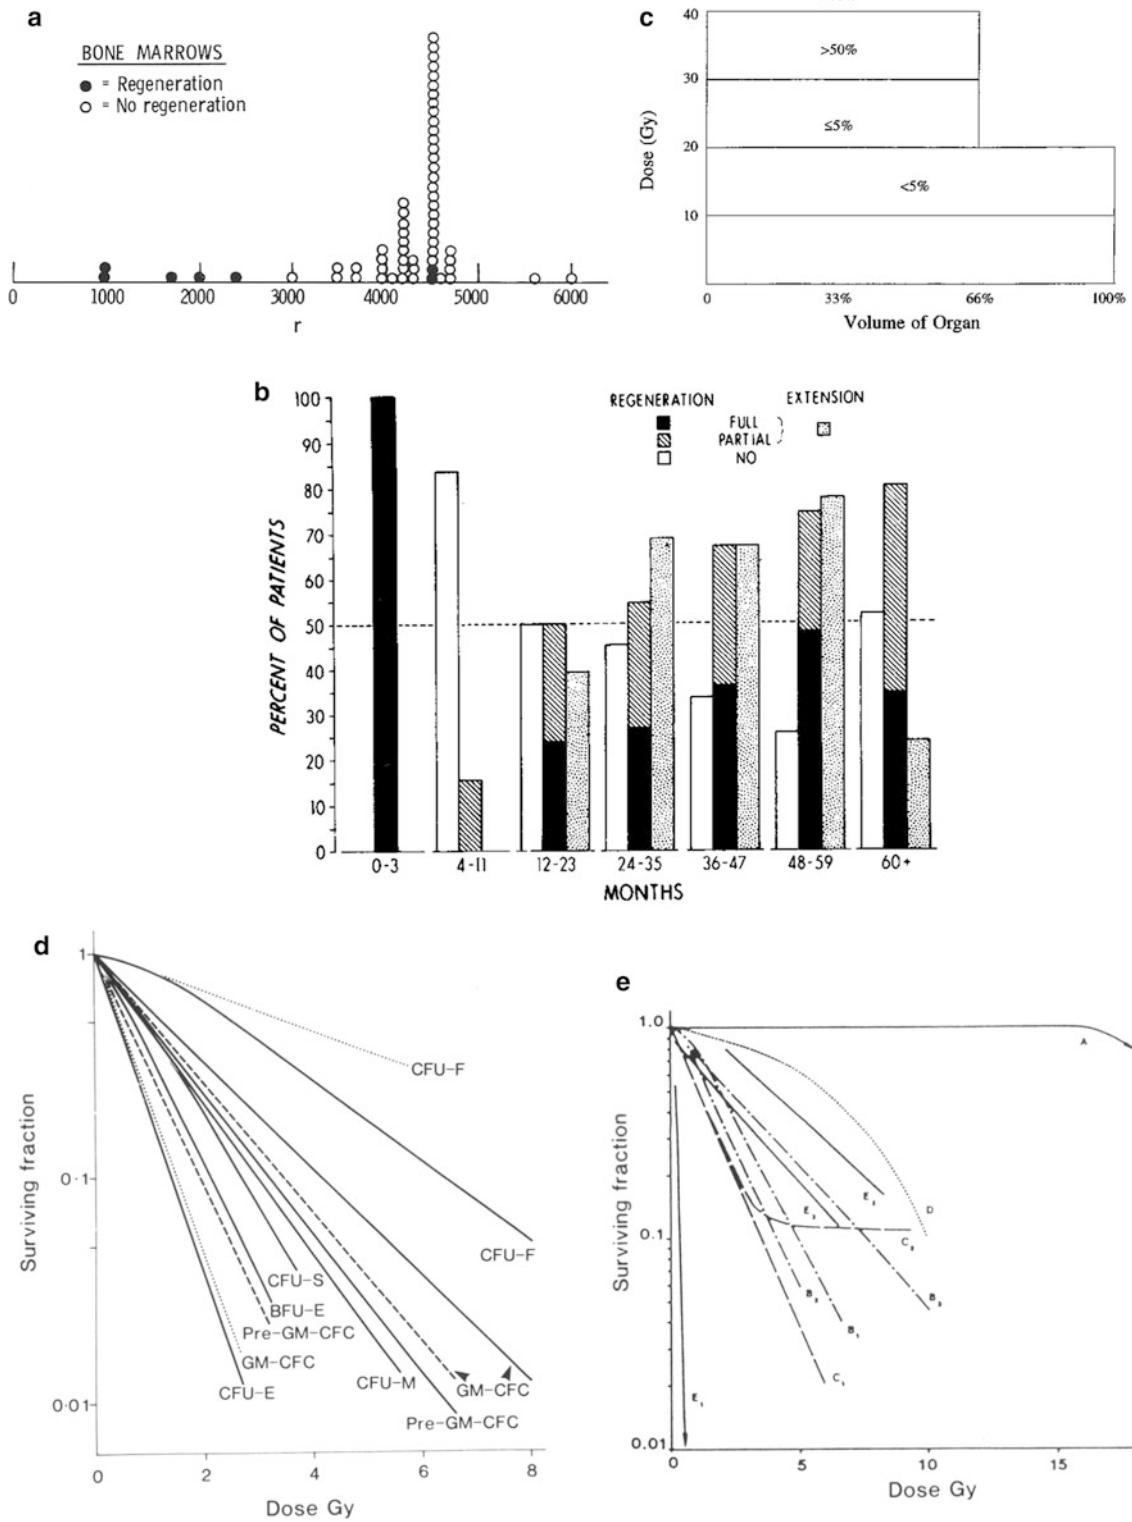 a
BONE MARROWS
● = Regeneration
○ = No regeneration
0 1000 2000 3000 4000 5000 6000
r
c
40
30
20
10
0
Dose (Gy)
>50%
≤5%
<5%
0 33% 66% 100%
Volume of Organ
b
REGENERATION EXTENSION
FULL
PARTIAL
NO
100
90
80
70
60
50
40
30
20
10
0
PERCENT OF PATIENTS
0-3 4-11 12-23 24-35 36-47 48-59 60+
MONTHS
d
1
0·1
0·01
Surviving fraction
CFU-F
CFU-F
CFU-S
BFU-E
Pre-GM-CFC
GM-CFC
CFU-E
CFU-M
GM-CFC
Pre-GM-CFC
0 2 4 6 8
Dose Gy
e
1.0
0.1
0.01
Surviving fraction
A
D
C
B
B
B₁
C₁
E₁
0 5 10 15
Dose Gy